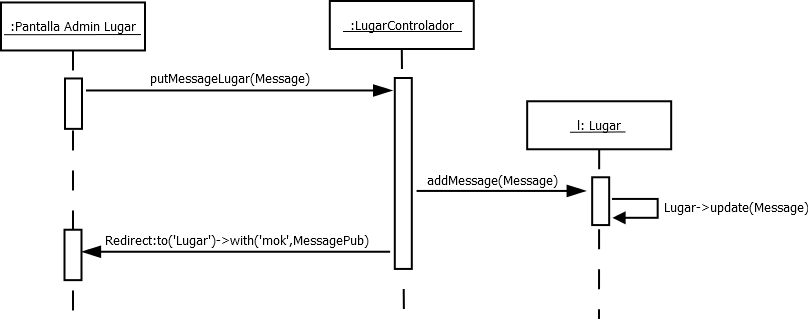 :Pantalla Admin Lugar
:LugarControlador
putMessageLugar(Message)
l: Lugar
addMessage(Message)
Lugar->update(Message)
Redirect:to('Lugar')->with('mok',MessagePub)